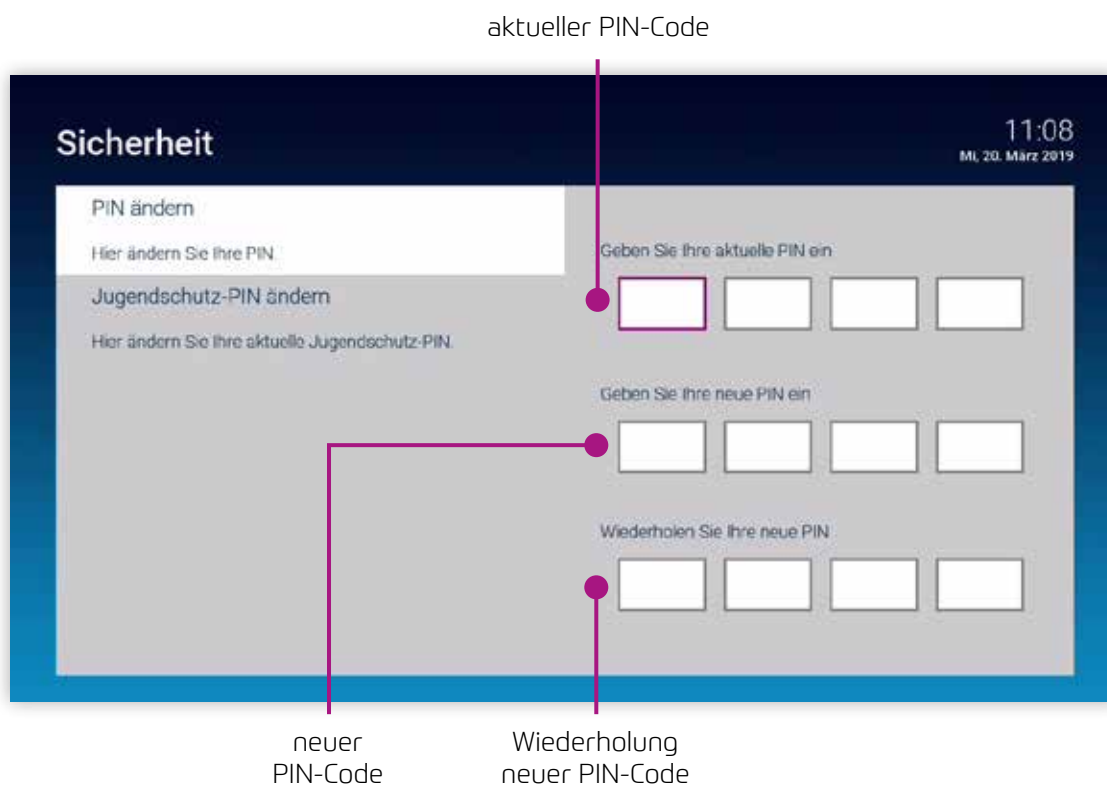 aktueller PIN-Code
Sicherheit
11:08
Mi, 20. März 2019
PIN ändern
Hier ändern Sie Ihre PIN.
Jugendschutz-PIN ändern
Hier ändern Sie Ihre aktuelle Jugendschutz-PIN.
Geben Sie Ihre aktuelle PIN ein
Geben Sie Ihre neue PIN ein
Wiederholen Sie Ihre neue PIN
neuer
PIN-Code
Wiederholung
neuer PIN-Code